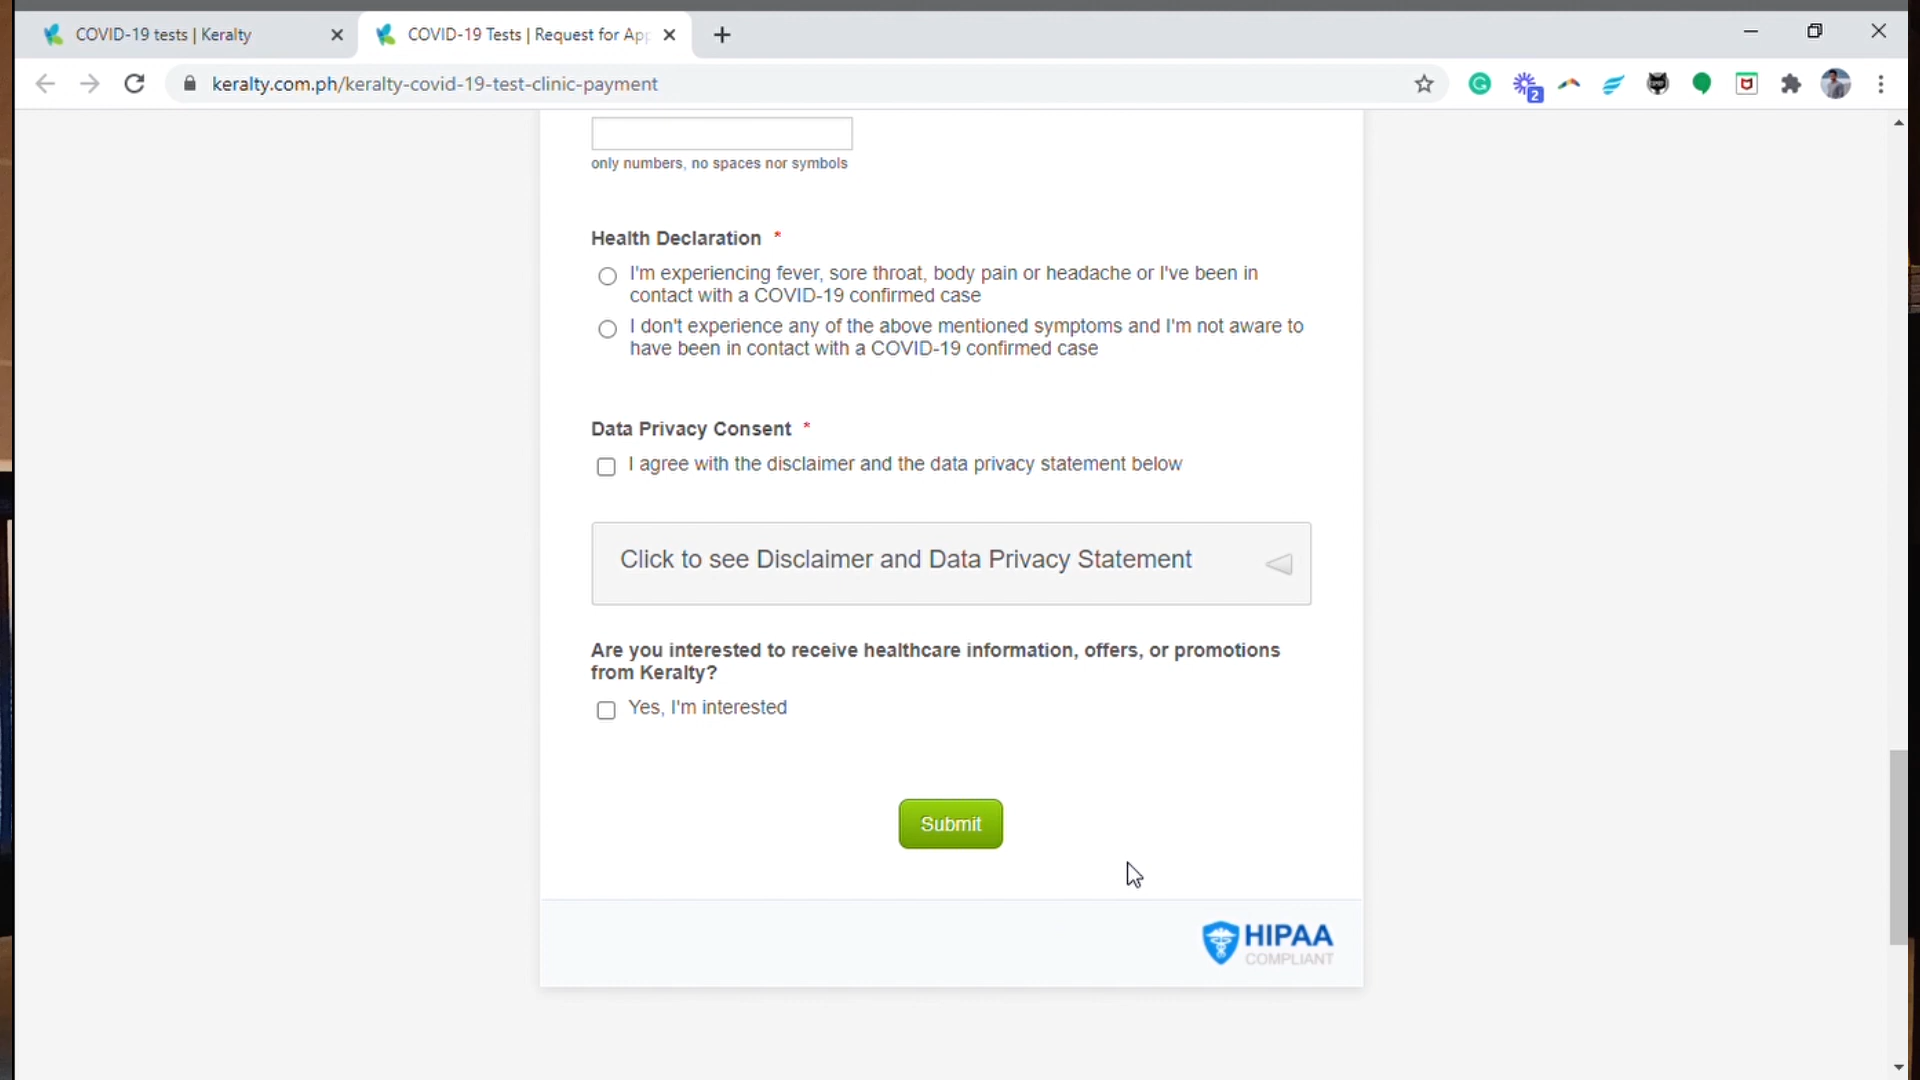 COVID-19 tests | Keralty
COVID-19 Tests | Request for App
keralty.com.ph/keralty-covid-19-test-clinic-payment
2
only numbers, no spaces nor symbols
Health Declaration *
I'm experiencing fever, sore throat, body pain or headache or I've been in
contact with a COVID-19 confirmed case
I don't experience any of the above mentioned symptoms and I'm not aware to
have been in contact with a COVID-19 confirmed case
Data Privacy Consent *
I agree with the disclaimer and the data privacy statement below
Click to see Disclaimer and Data Privacy Statement
Are you interested to receive healthcare information, offers, or promotions
from Keralty?
Yes, I'm interested
Submit
HIPAA
COMPLIANT